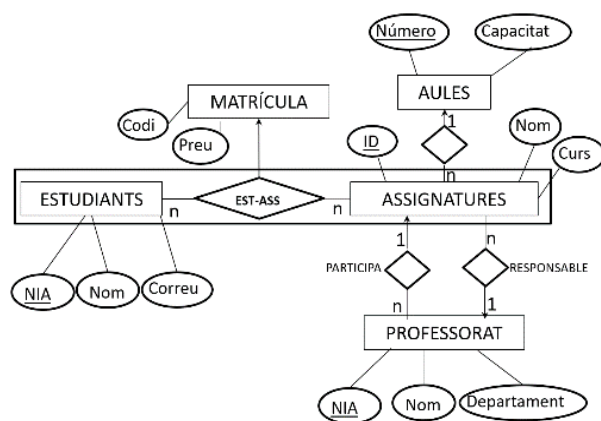 Número
Capacitat
MATRÍCULA
AULES
Codi
Preu
1
ID
Nom
Curs
n
ESTUDIANTS
n
EST-ASS
n
ASSIGNATURES
1
n
NIA
Nom
Correu
PARTICIPA
RESPONSABLE
n
1
PROFESSORAT
NIA
Nom
Departament